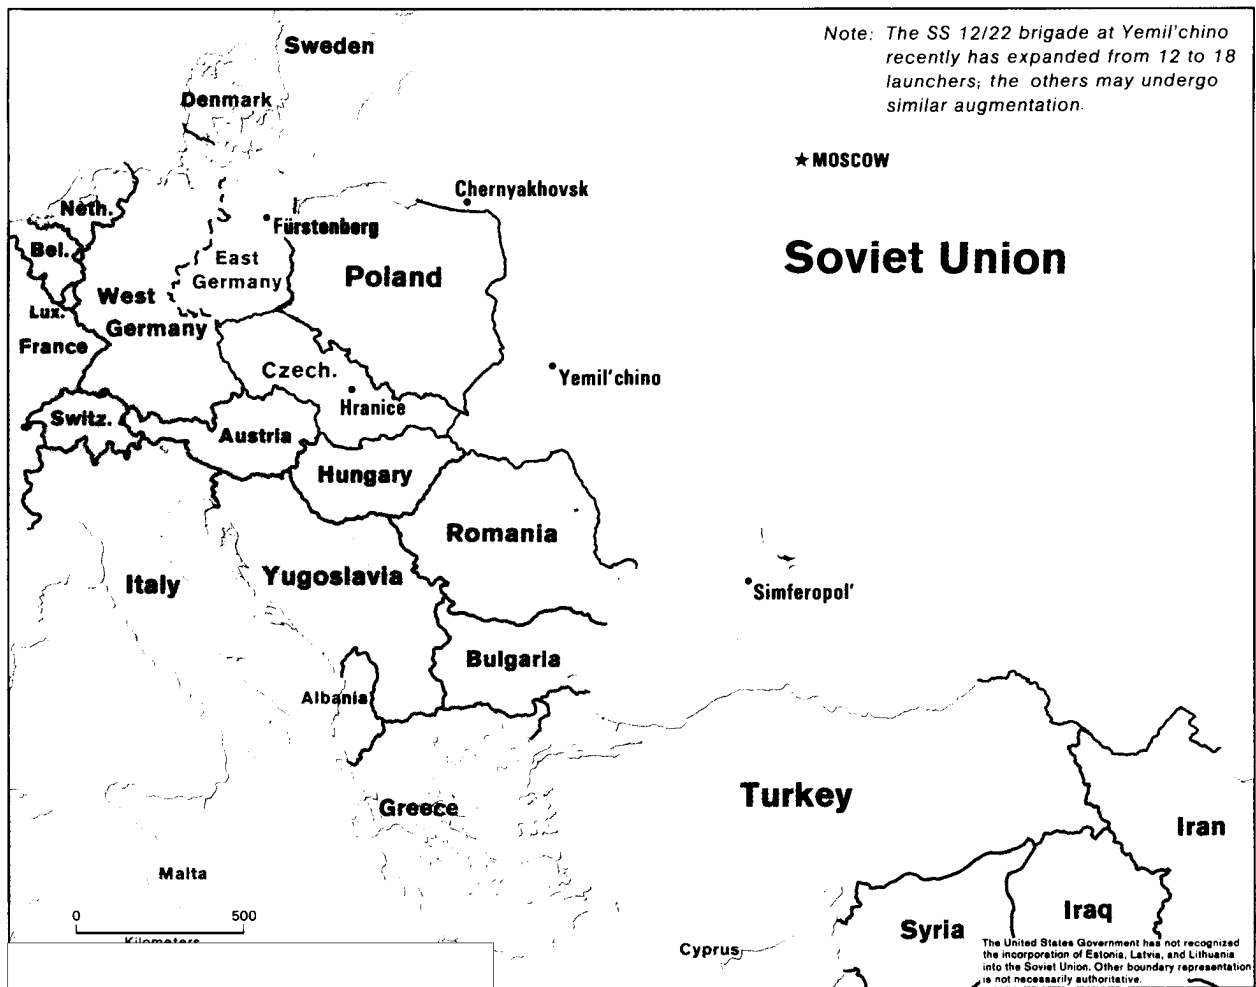 Sweden
Note: The SS 12/22 brigade at Yemil'chino
recently has expanded from 12 to 18
launchers; the others may undergo
similar augmentation.
Denmark
★ MOSCOW
Chernyakhovsk
Neth.
Fürstenberg
Bel.
East
Germany
Soviet Union
Poland
West
Germany
Lux.
France
Czech.
Yemil'chino
Hranice
Switz.
Austria
Hungary
Romania
Italy
Yugoslavia
Simferopol'
Bulgaria
Albania
Turkey
Greece
Iran
Malta
Iraq
0 500
Kilometers
Syria
Cyprus
The United States Government has not recognized
the incorporation of Estonia, Latvia, and Lithuania
into the Soviet Union. Other boundary representation
is not necessarily authoritative.